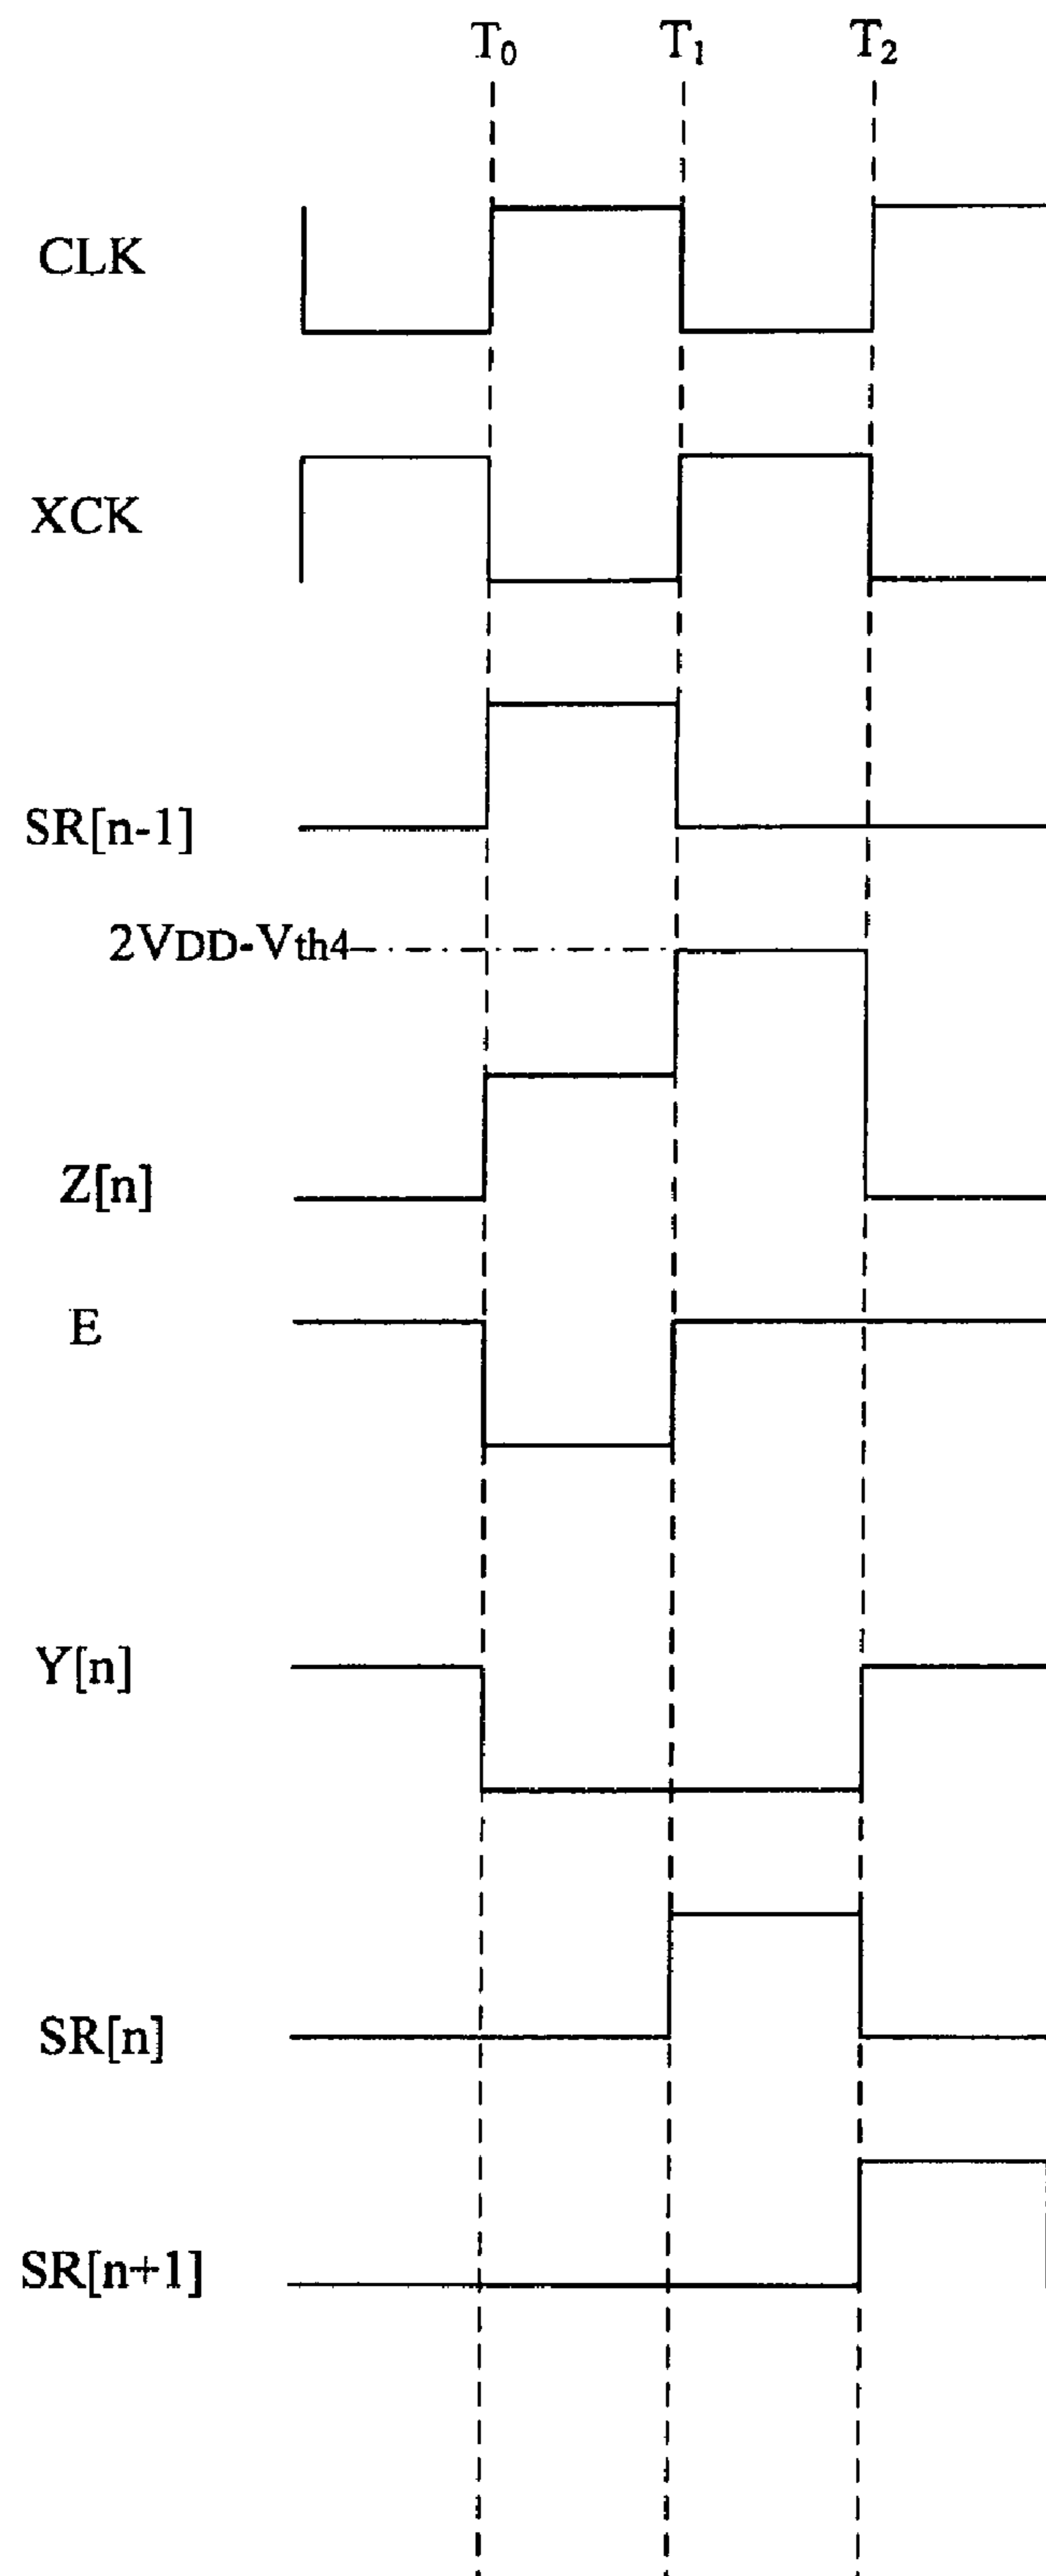 T₀ T₁ T₂
CLK
XCK
SR[n-1]
2VDD-Vth4
Z[n]
E
Y[n]
SR[n]
SR[n+1]